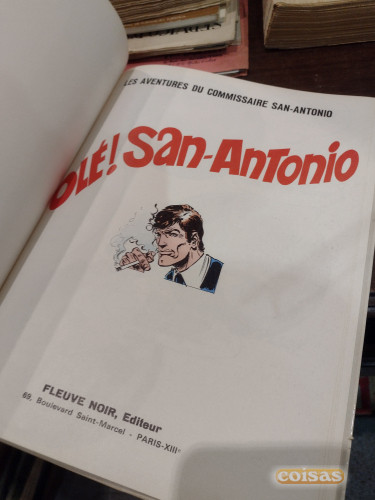 LES AVENTURES DU COMMISSAIRE SAN-ANTONIO
OLÉ! San-Antonio
FLEUVE NOIR, Editeur
69, Boulevard Saint-Marcel - PARIS-XIIIe
coisas